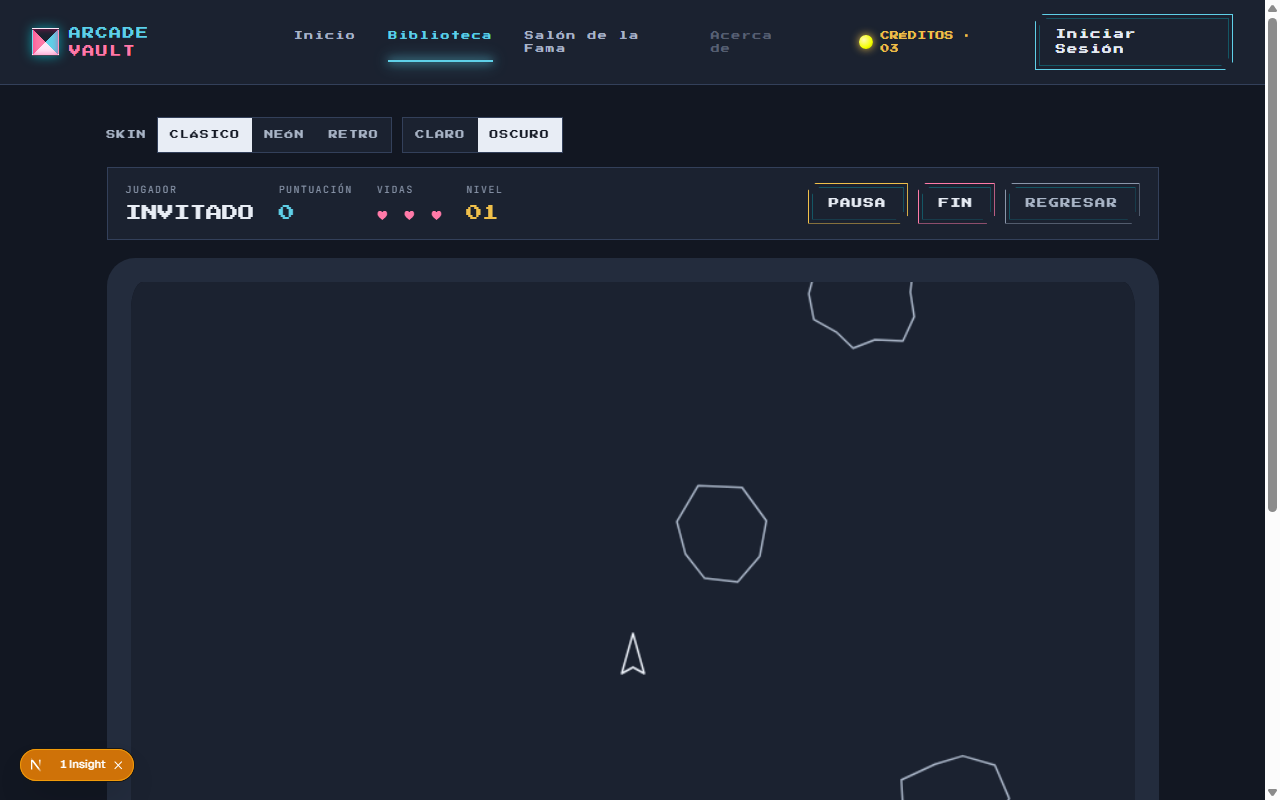 ARCADE
VAULT
Inicio
Biblioteca
Salón de la
Fama
Acerca
de
CRéDITOS ·
03
Iniciar
Sesión
SKIN
CLáSICO
NEóN
RETRO
CLARO
OSCURO
JUGADOR
INVITADO
PUNTUACIÓN
0
VIDAS
♥ ♥ ♥
NIVEL
01
PAUSA
FIN
REGRESAR
N
1 Insight ×